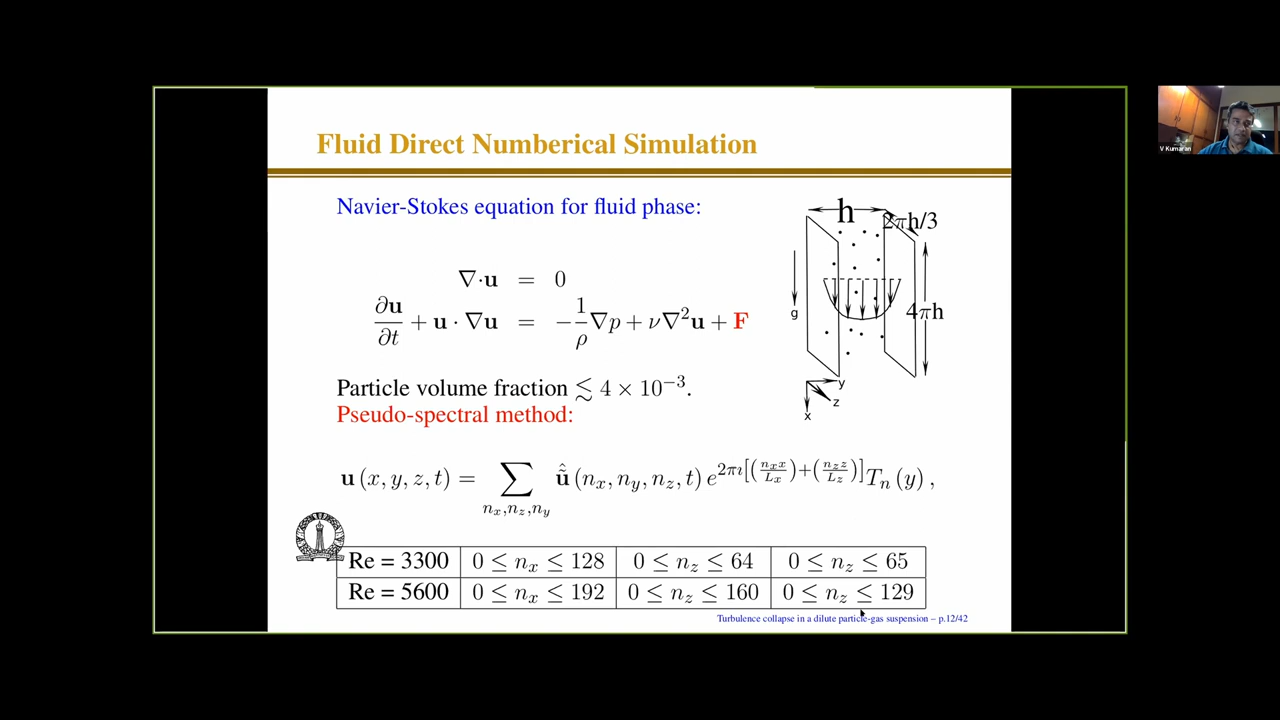 Fluid Direct Numberical Simulation
V Kumaran
Navier-Stokes equation for fluid phase:
h
2πh/3
∇·u = 0
∂u/∂t + u · ∇u = −1/ρ ∇p + ν∇²u + F
g
4πh
y
z
x
Particle volume fraction ≲ 4 × 10⁻³.
Pseudo-spectral method:
u (x, y, z, t) = ∑_{n_x,n_z,n_y} \hat{\tilde{u}} (n_x, n_y, n_z, t) e^{2πı[(n_x x/L_x)+(n_z z/L_z)]} T_n (y) ,
Re = 3300 0 ≤ n_x ≤ 128 0 ≤ n_z ≤ 64 0 ≤ n_z ≤ 65
Re = 5600 0 ≤ n_x ≤ 192 0 ≤ n_z ≤ 160 0 ≤ n_z ≤ 129
Turbulence collapse in a dilute particle-gas suspension – p.12/42